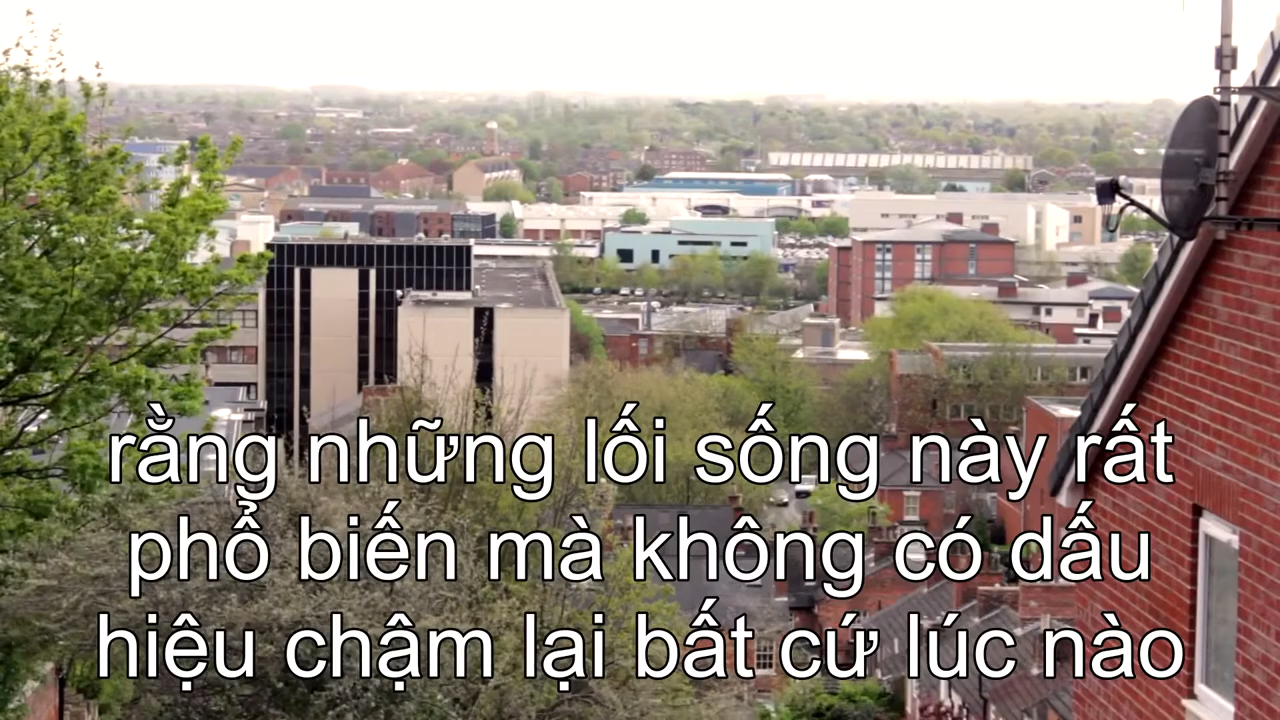 rằng những lối sống này rất
phổ biến mà không có dấu
hiệu chậm lại bất cứ lúc nào